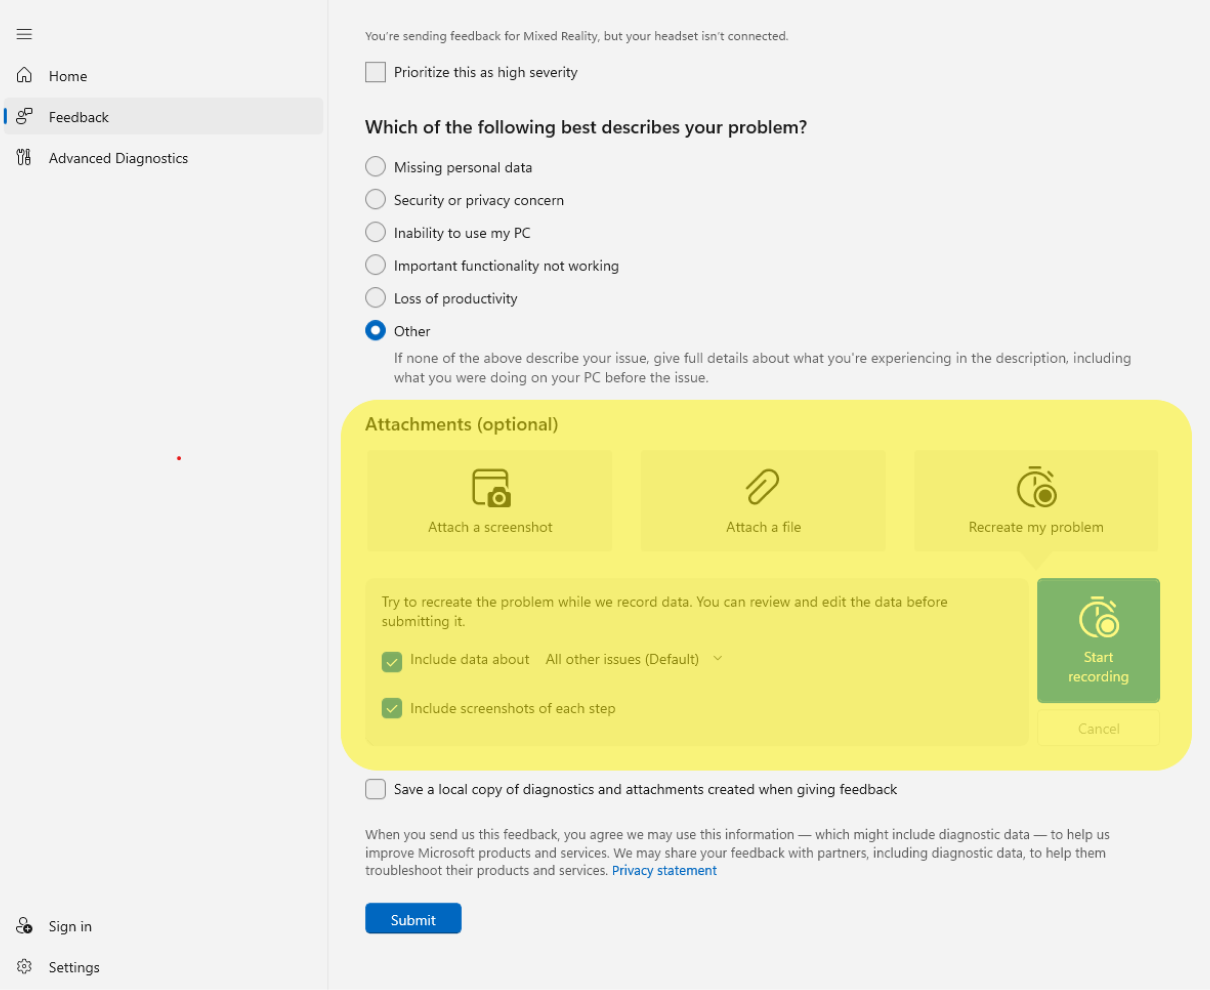 Home
Feedback
Advanced Diagnostics
Sign in
Settings
You're sending feedback for Mixed Reality, but your headset isn't connected.
Prioritize this as high severity
Which of the following best describes your problem?
Missing personal data
Security or privacy concern
Inability to use my PC
Important functionality not working
Loss of productivity
Other
If none of the above describe your issue, give full details about what you're experiencing in the description, including
what you were doing on your PC before the issue.
Attachments (optional)
Attach a screenshot
Attach a file
Recreate my problem
Try to recreate the problem while we record data. You can review and edit the data before
submitting it.
Include data about All other issues (Default)
Include screenshots of each step
Start
recording
Cancel
Save a local copy of diagnostics and attachments created when giving feedback
When you send us this feedback, you agree we may use this information — which might include diagnostic data — to help us
improve Microsoft products and services. We may share your feedback with partners, including diagnostic data, to help them
troubleshoot their products and services. Privacy statement
Submit